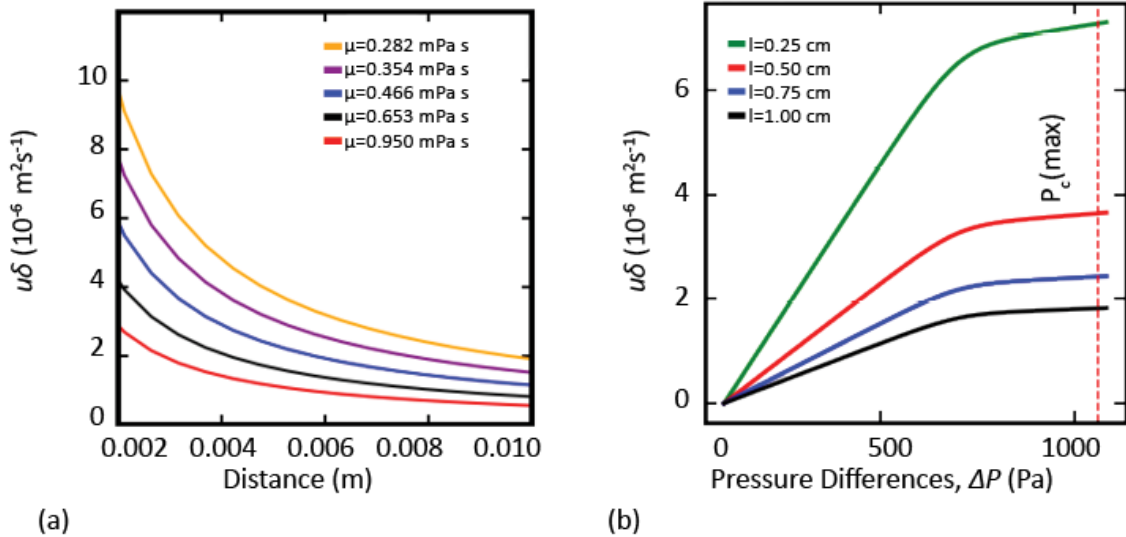 10
8
6
4
2
0
uδ (10⁻⁶ m²s⁻¹)
μ=0.282 mPa s
μ=0.354 mPa s
μ=0.466 mPa s
μ=0.653 mPa s
μ=0.950 mPa s
0.002 0.004 0.006 0.008 0.010
Distance (m)
(a)
6
4
2
0
uδ (10⁻⁶ m²s⁻¹)
l=0.25 cm
l=0.50 cm
l=0.75 cm
l=1.00 cm
P_c(max)
0 500 1000
Pressure Differences, ΔP (Pa)
(b)